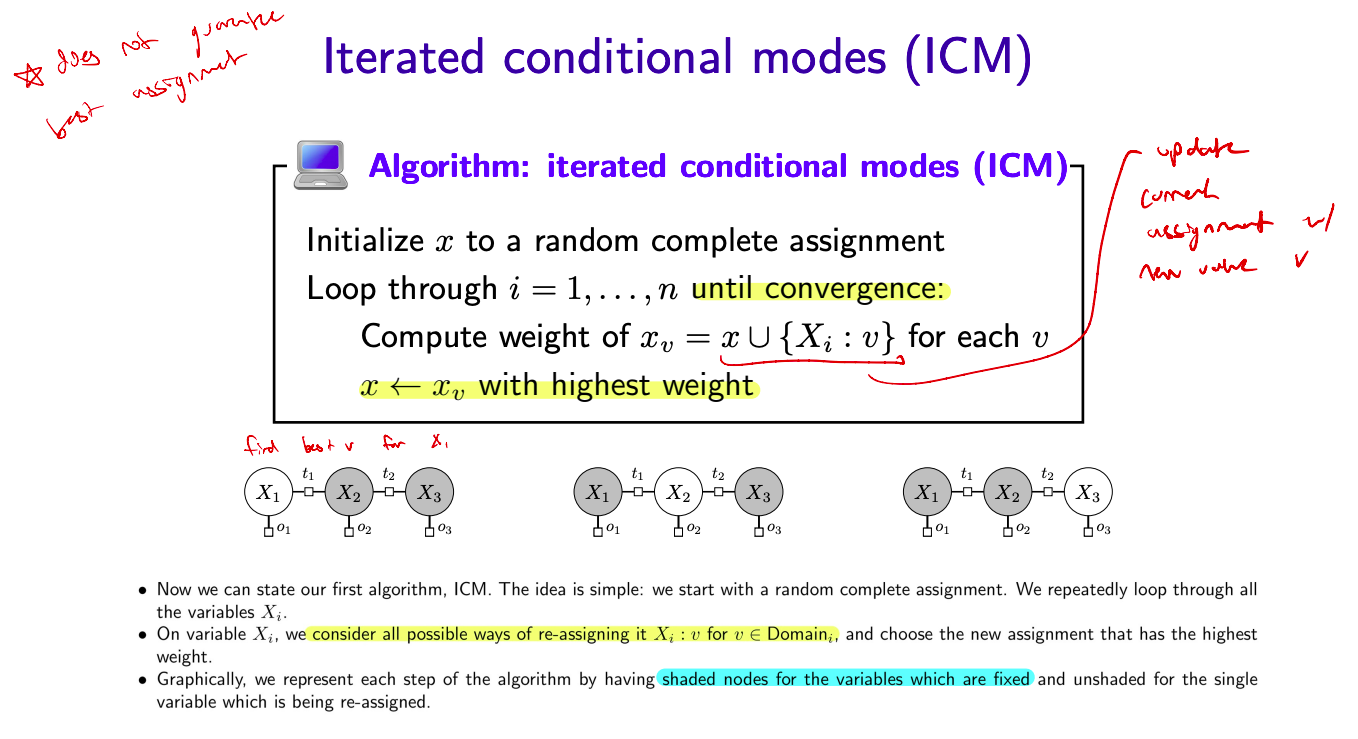 ☆ does not guarantee
best assignment
Iterated conditional modes (ICM)
Algorithm: iterated conditional modes (ICM)
Initialize x to a random complete assignment
Loop through i = 1, . . . , n until convergence:
Compute weight of x_v = x ∪ {X_i : v} for each v
x ← x_v with highest weight
update
current
assignment w/
new value v
find best v for X_1
X_1 t_1 X_2 t_2 X_3
o_1 o_2 o_3
X_1 t_1 X_2 t_2 X_3
o_1 o_2 o_3
X_1 t_1 X_2 t_2 X_3
o_1 o_2 o_3
• Now we can state our first algorithm, ICM. The idea is simple: we start with a random complete assignment. We repeatedly loop through all
the variables X_i.
• On variable X_i, we consider all possible ways of re-assigning it X_i : v for v ∈ Domain_i, and choose the new assignment that has the highest
weight.
• Graphically, we represent each step of the algorithm by having shaded nodes for the variables which are fixed and unshaded for the single
variable which is being re-assigned.